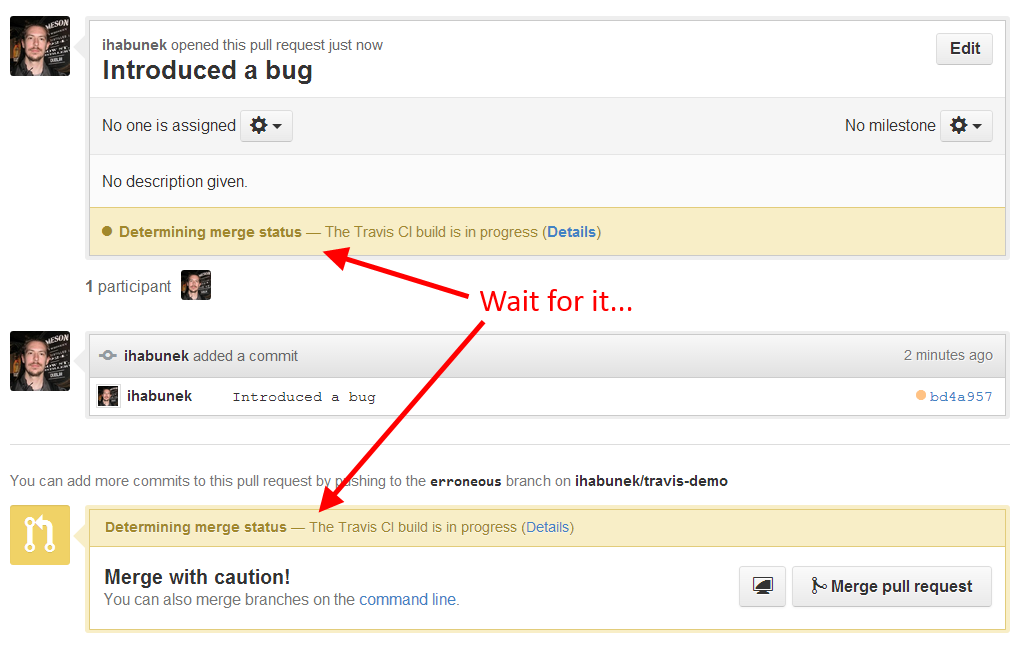 ihabunek opened this pull request just now
Edit
Introduced a bug
No one is assigned
No milestone
No description given.
Determining merge status — The Travis CI build is in progress (Details)
1 participant
Wait for it...
ihabunek added a commit
2 minutes ago
ihabunek Introduced a bug bd4a957
You can add more commits to this pull request by pushing to the erroneous branch on ihabunek/travis-demo
Determining merge status — The Travis CI build is in progress (Details)
Merge with caution!
You can also merge branches on the command line.
Merge pull request